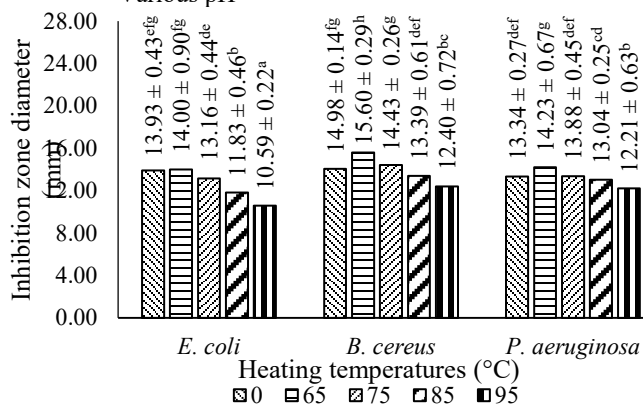 various pH
Inhibition zone diameter
(mm)
28.00
24.00
20.00
16.00
12.00
8.00
4.00
0.00
13.93 ± 0.43efg
14.00 ± 0.90fg
13.16 ± 0.44de
11.83 ± 0.46b
10.59 ± 0.22a
14.98 ± 0.14fg
15.60 ± 0.29h
14.43 ± 0.26g
13.39 ± 0.61def
12.40 ± 0.72bc
13.34 ± 0.27def
14.23 ± 0.67g
13.88 ± 0.45def
13.04 ± 0.25cd
12.21 ± 0.63b
E. coli B. cereus P. aeruginosa
Heating temperatures (°C)
0 65 75 85 95